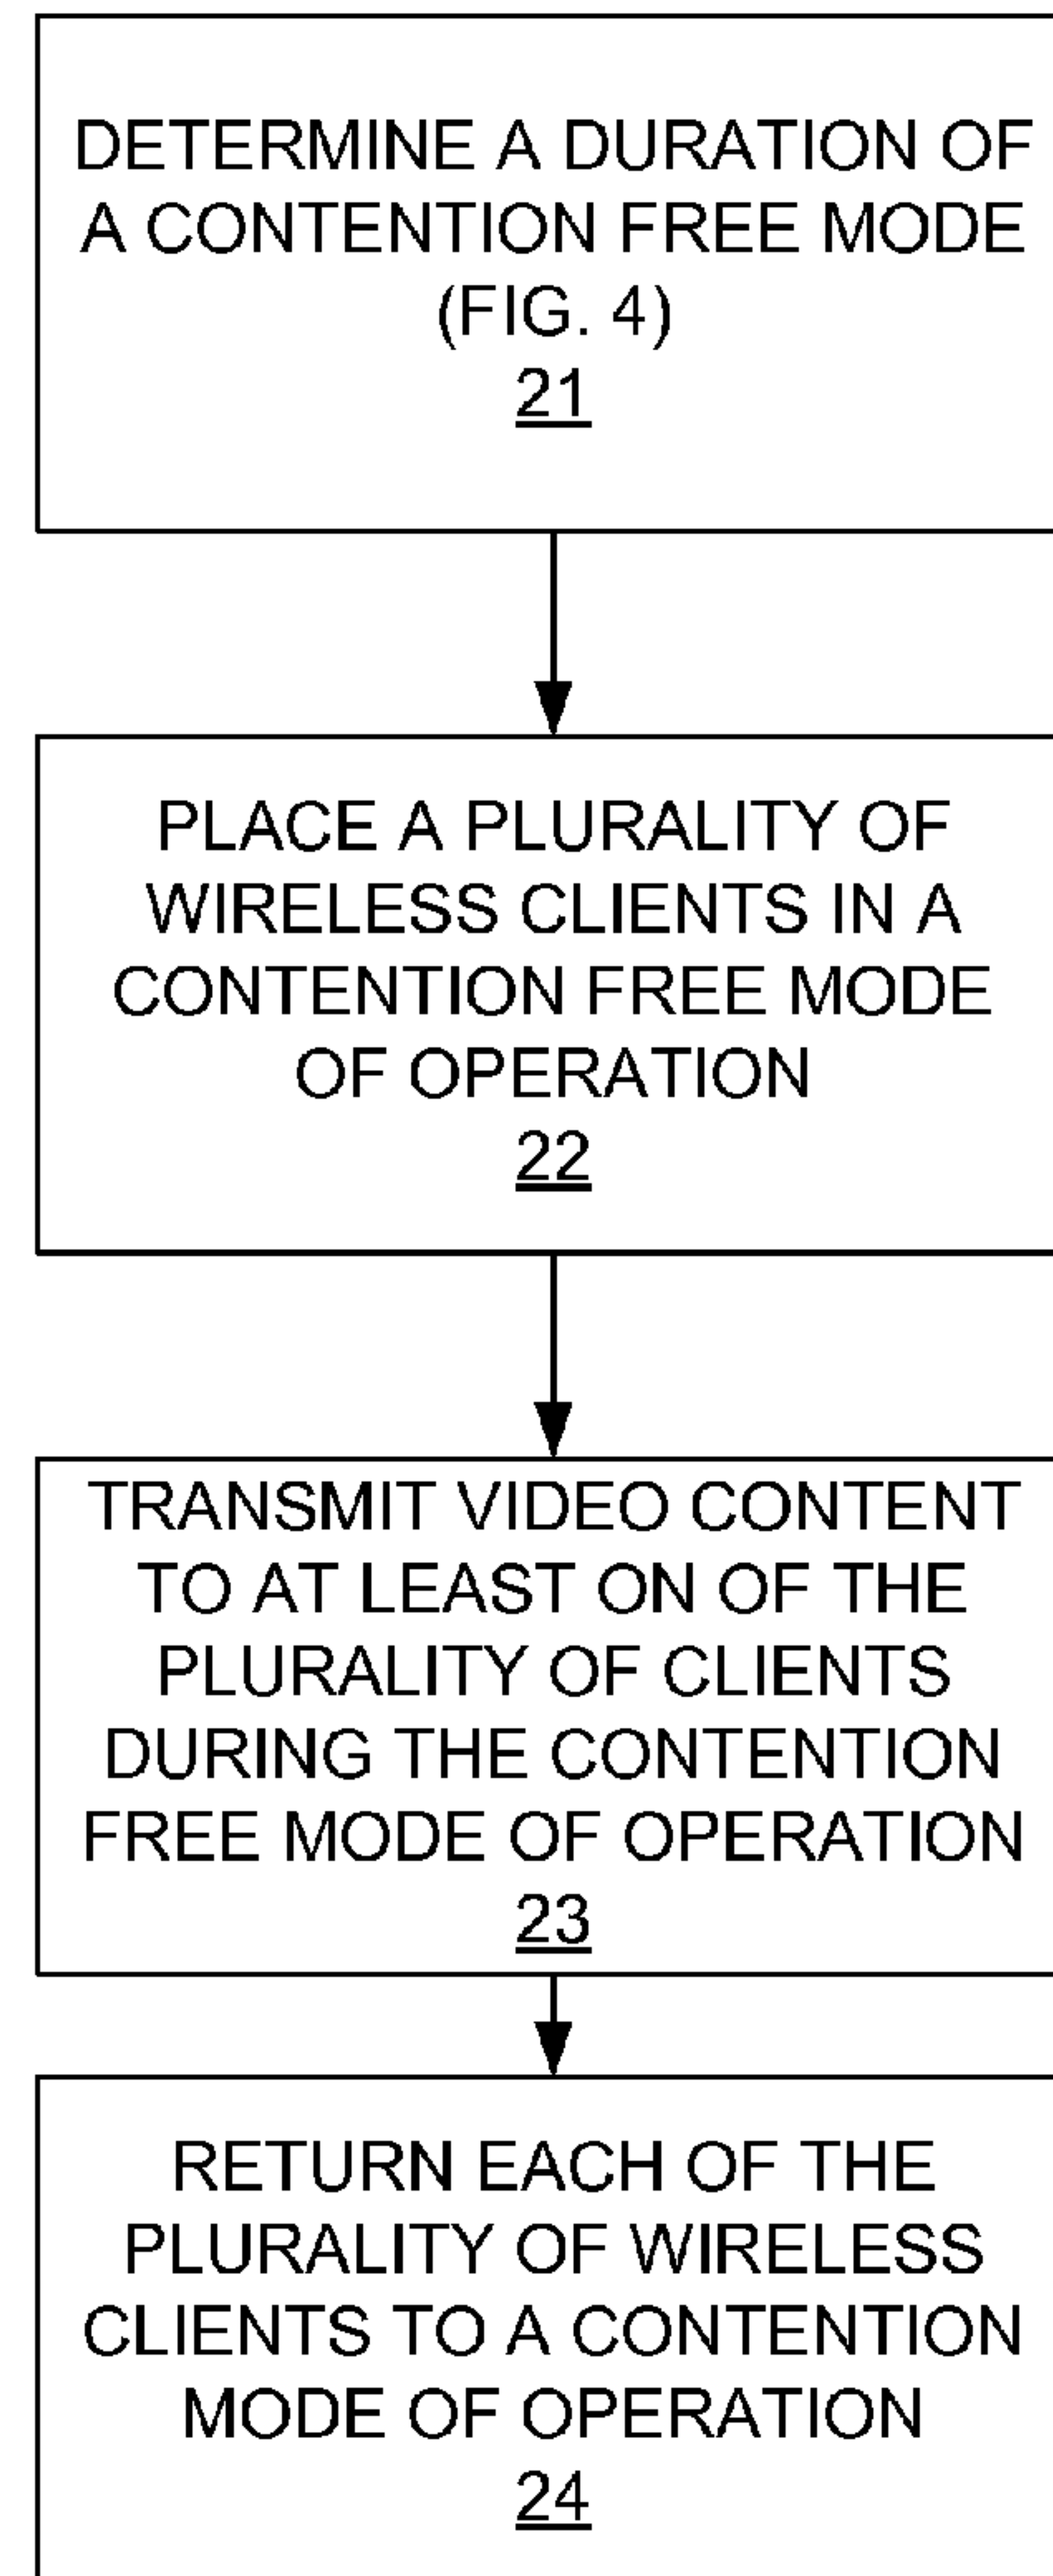 DETERMINE A DURATION OF
A CONTENTION FREE MODE
(FIG. 4)
21
PLACE A PLURALITY OF
WIRELESS CLIENTS IN A
CONTENTION FREE MODE
OF OPERATION
22
TRANSMIT VIDEO CONTENT
TO AT LEAST ON OF THE
PLURALITY OF CLIENTS
DURING THE CONTENTION
FREE MODE OF OPERATION
23
RETURN EACH OF THE
PLURALITY OF WIRELESS
CLIENTS TO A CONTENTION
MODE OF OPERATION
24